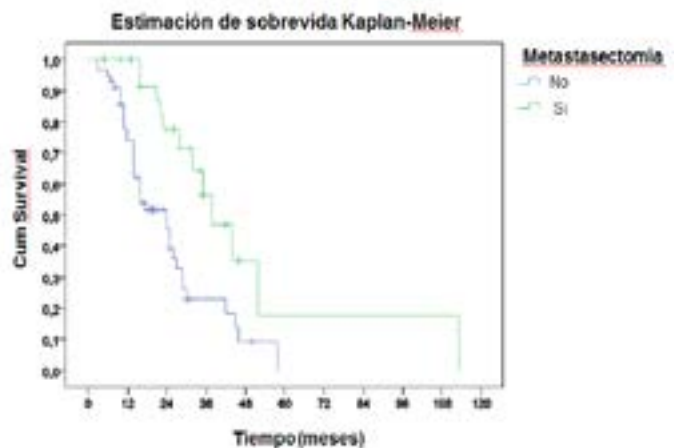 Estimación de sobrevida Kaplan-Meier
Metastasectomia
No
Si
Cum Survival
1,0
0,9
0,8
0,7
0,6
0,5
0,4
0,3
0,2
0,1
0,0
0 12 24 36 48 60 72 84 96 108 120
Tiempo(meses)